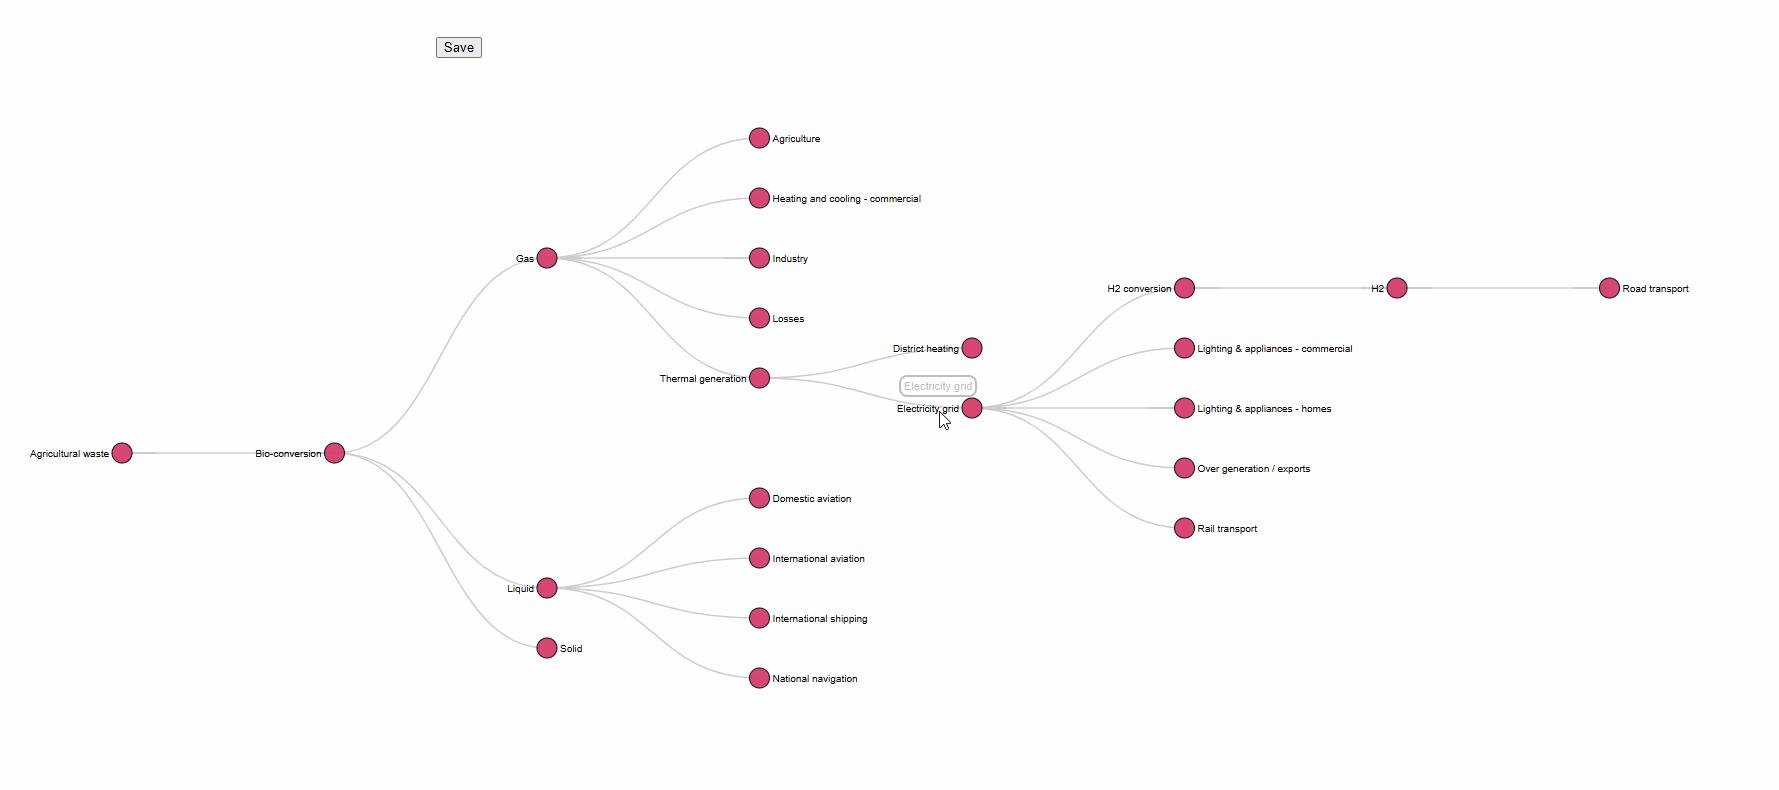 Save
Agriculture
Heating and cooling - commercial
Gas
Industry
H2 conversion
H2
Road transport
Losses
District heating
Lighting & appliances - commercial
Thermal generation
Electricity grid
Electricity grid
Lighting & appliances - homes
Agricultural waste
Bio-conversion
Over generation / exports
Domestic aviation
Rail transport
International aviation
Liquid
International shipping
Solid
National navigation